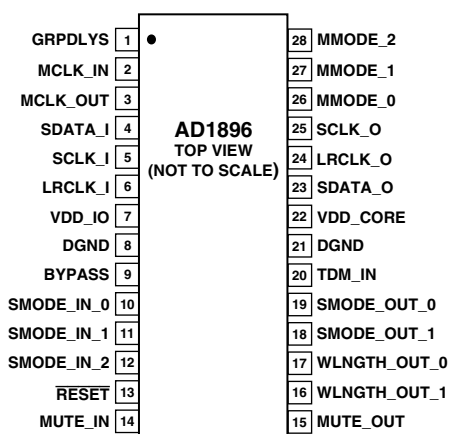 GRPDLYS 1
MCLK_IN 2
MCLK_OUT 3
SDATA_I 4
SCLK_I 5
LRCLK_I 6
VDD_IO 7
DGND 8
BYPASS 9
SMODE_IN_0 10
SMODE_IN_1 11
SMODE_IN_2 12
RESET 13
MUTE_IN 14
AD1896
TOP VIEW
(NOT TO SCALE)
28 MMODE_2
27 MMODE_1
26 MMODE_0
25 SCLK_O
24 LRCLK_O
23 SDATA_O
22 VDD_CORE
21 DGND
20 TDM_IN
19 SMODE_OUT_0
18 SMODE_OUT_1
17 WLNGTH_OUT_0
16 WLNGTH_OUT_1
15 MUTE_OUT